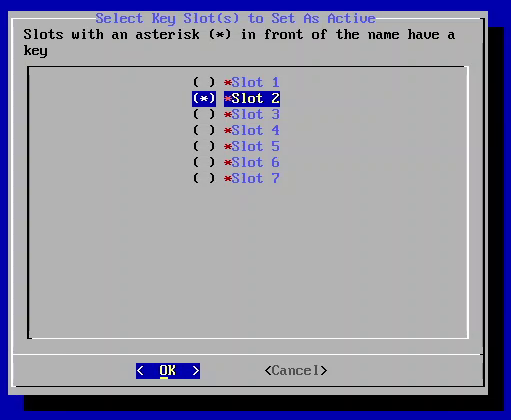 Select Key Slot(s) to Set As Active
Slots with an asterisk (*) in front of the name have a
key
( ) *Slot 1
(*) *Slot 2
( ) *Slot 3
( ) *Slot 4
( ) *Slot 5
( ) *Slot 6
( ) *Slot 7
< OK > <Cancel>